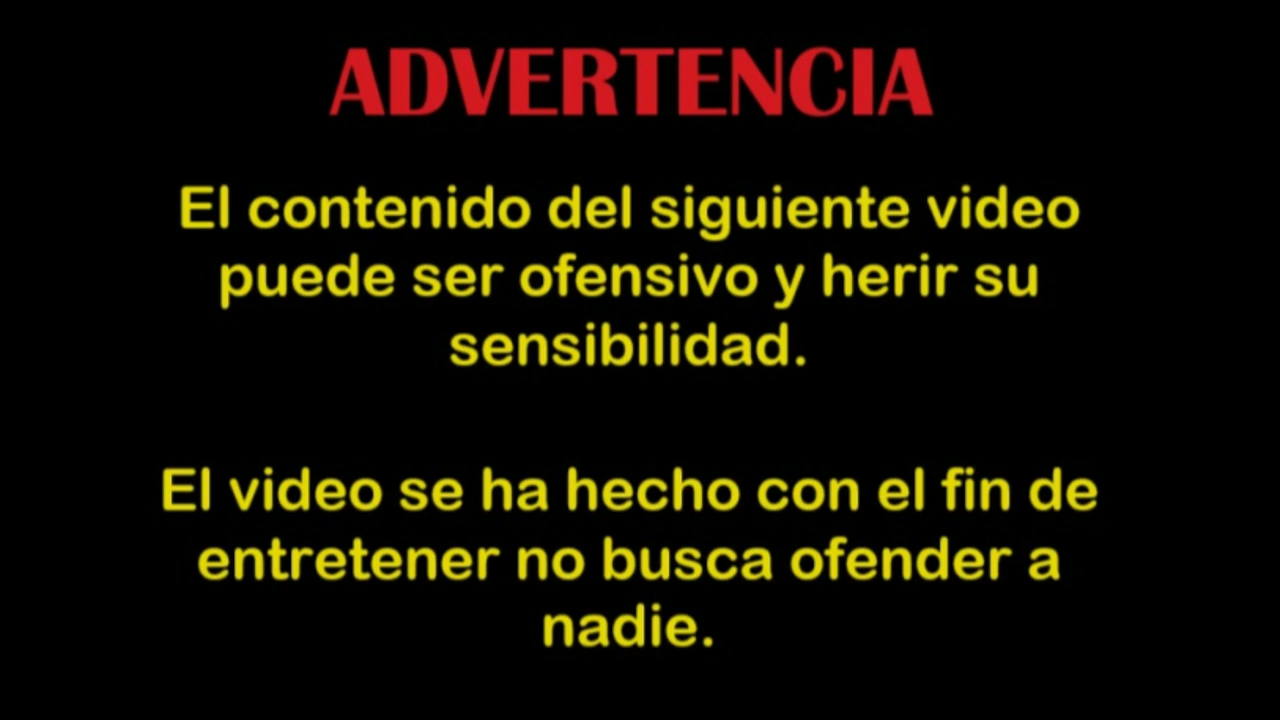 ADVERTENCIA
El contenido del siguiente video
puede ser ofensivo y herir su
sensibilidad.
El video se ha hecho con el fin de
entretener no busca ofender a
nadie.